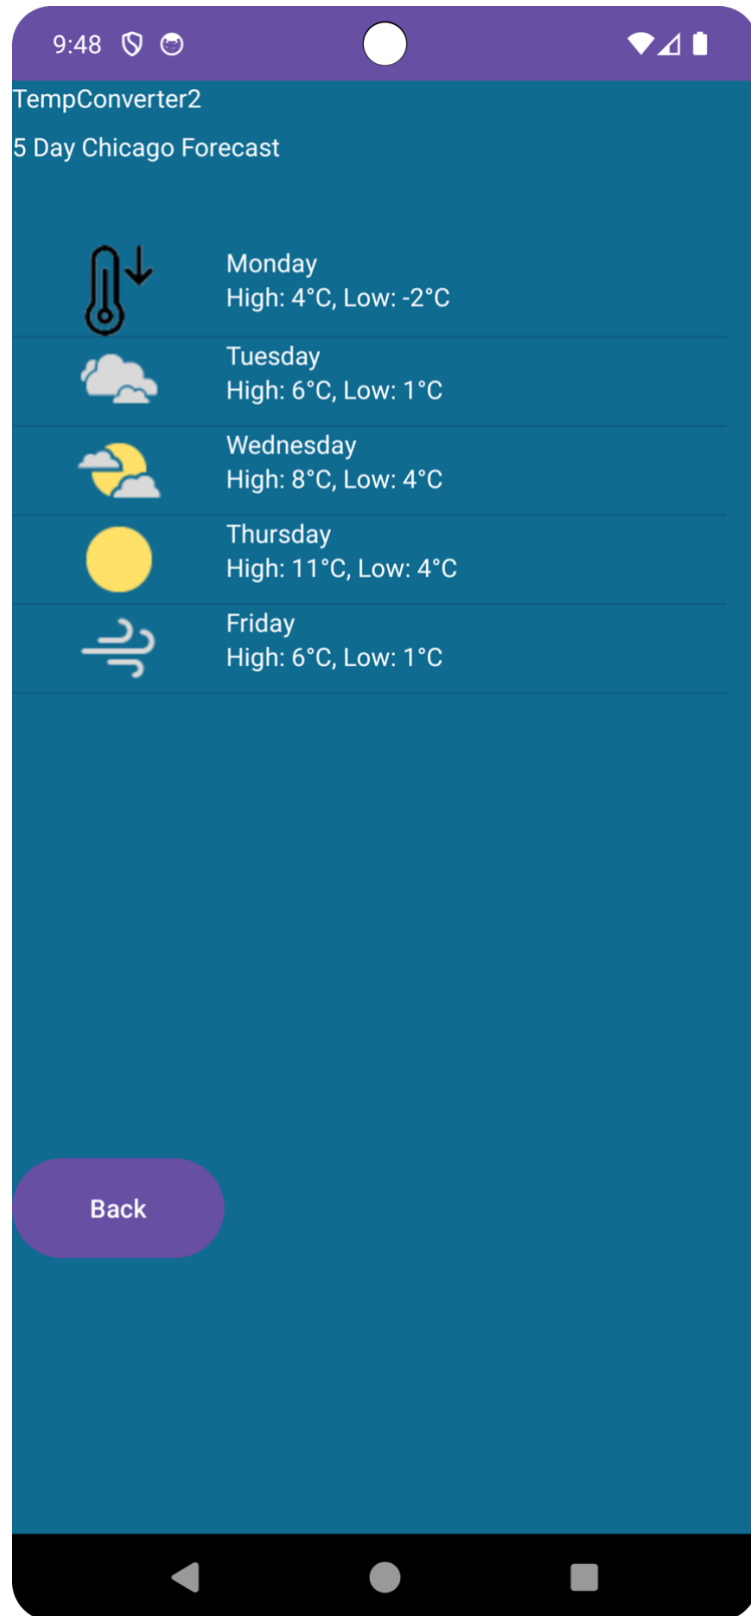 9:48
TempConverter2
5 Day Chicago Forecast
Monday
High: 4°C, Low: -2°C
Tuesday
High: 6°C, Low: 1°C
Wednesday
High: 8°C, Low: 4°C
Thursday
High: 11°C, Low: 4°C
Friday
High: 6°C, Low: 1°C
Back